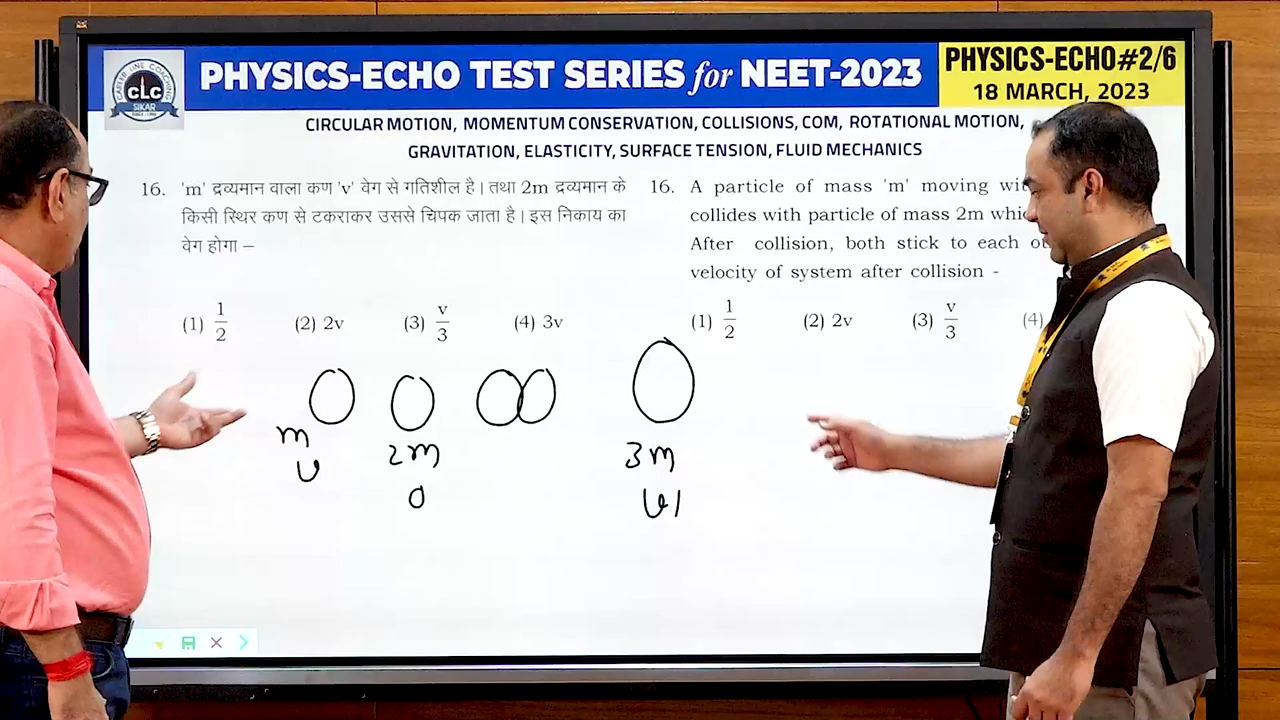 CLC
SIKAR
PHYSICS-ECHO TEST SERIES for NEET-2023
PHYSICS-ECHO#2/6
18 MARCH, 2023
CIRCULAR MOTION, MOMENTUM CONSERVATION, COLLISIONS, COM, ROTATIONAL MOTION,
GRAVITATION, ELASTICITY, SURFACE TENSION, FLUID MECHANICS
16. 'm' द्रव्यमान वाला कण 'v' वेग से गतिशील है। तथा 2m द्रव्यमान के
किसी स्थिर कण से टकराकर उससे चिपक जाता है। इस निकाय का
वेग होगा –
(1) 1/2 (2) 2v (3) v/3 (4) 3v
16. A particle of mass 'm' moving
collides with particle of mass 2m
After collision, both stick to each
velocity of system after collision -
(1) 1/2 (2) 2v (3) v/3 (4)
m 2m 3m
v 0 v1